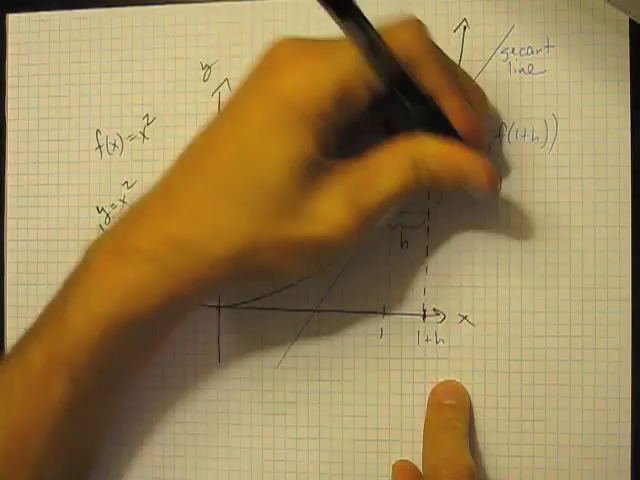 y
secant
line
f(x) = x²
f(1+h))
y = x²
h
x
1
1+h